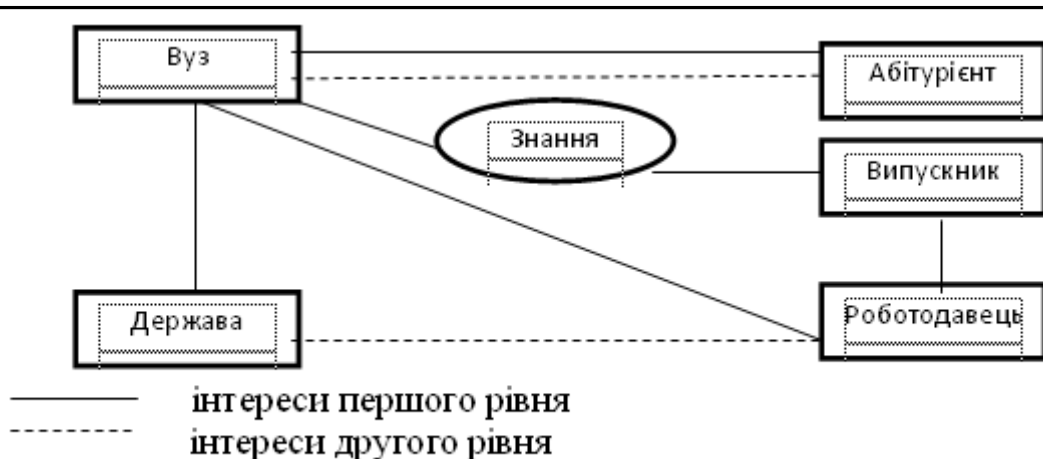 Вуз
Абітурієнт
Знання
Випускник
Держава
Роботодавець
інтереси першого рівня
інтереси другого рівня